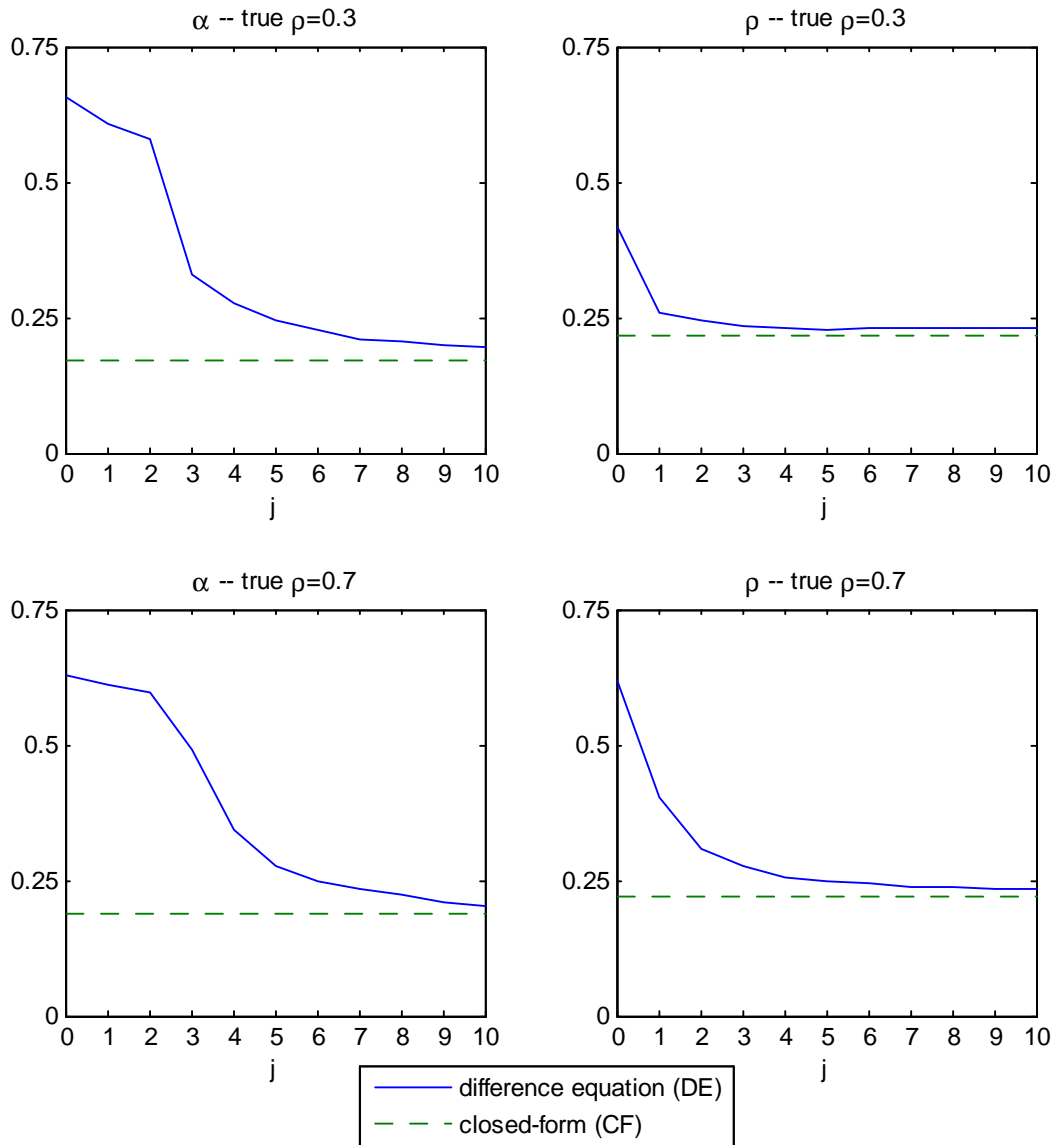 α -- true ρ=0.3
0.75
0.5
0.25
0
0 1 2 3 4 5 6 7 8 9 10
j
ρ -- true ρ=0.3
0.75
0.5
0.25
0
0 1 2 3 4 5 6 7 8 9 10
j
α -- true ρ=0.7
0.75
0.5
0.25
0
0 1 2 3 4 5 6 7 8 9 10
j
ρ -- true ρ=0.7
0.75
0.5
0.25
0
0 1 2 3 4 5 6 7 8 9 10
j
difference equation (DE)
closed-form (CF)